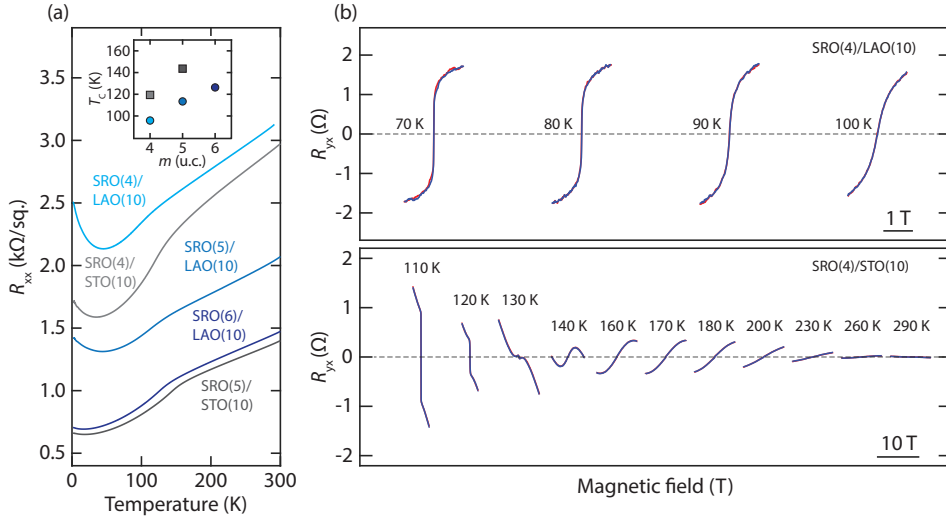 (a)
3.5
3.0
2.5
2.0
1.5
1.0
0.5
R_xx (kΩ/sq.)
0
100
200
300
Temperature (K)
160
140
120
100
T_C (K)
4
5
6
m (u.c.)
SRO(4)/
LAO(10)
SRO(4)/
STO(10)
SRO(5)/
LAO(10)
SRO(6)/
LAO(10)
SRO(5)/
STO(10)
(b)
SRO(4)/LAO(10)
2
1
0
-1
-2
R_yx (Ω)
70 K
80 K
90 K
100 K
1 T
SRO(4)/STO(10)
2
1
0
-1
-2
R_yx (Ω)
110 K
120 K
130 K
140 K
160 K
170 K
180 K
200 K
230 K
260 K
290 K
10 T
Magnetic field (T)